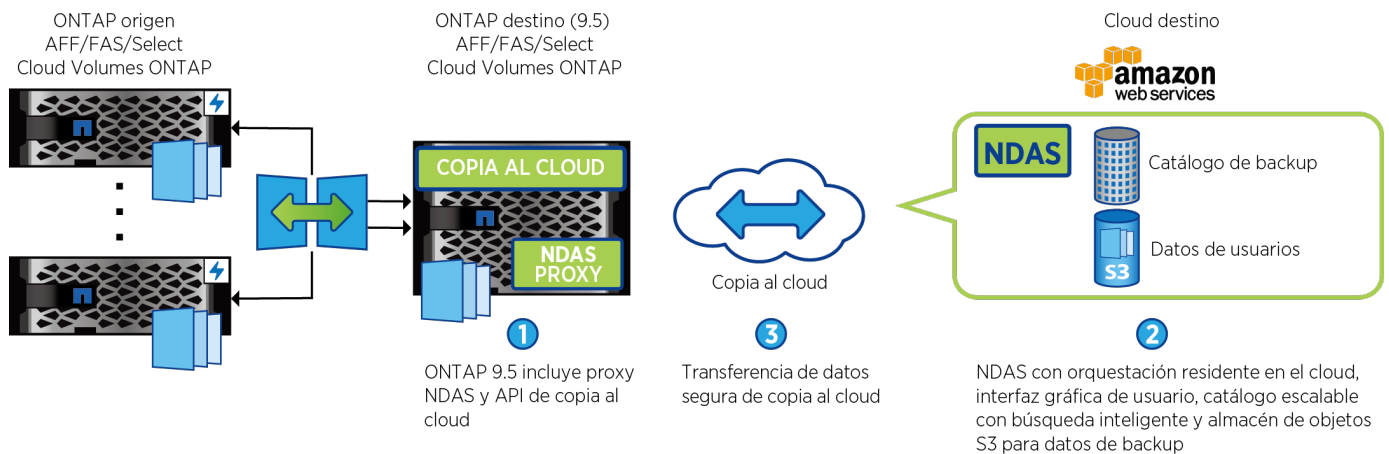 ONTAP origen
AFF/FAS/Select
Cloud Volumes ONTAP
ONTAP destino (9.5)
AFF/FAS/Select
Cloud Volumes ONTAP
COPIA AL CLOUD
NDAS
PROXY
Copia al cloud
Cloud destino
amazon
web services
NDAS
Catálogo de backup
S3
Datos de usuarios
1
ONTAP 9.5 incluye proxy
NDAS y API de copia al
cloud
3
Transferencia de datos
segura de copia al cloud
2
NDAS con orquestación residente en el cloud,
interfaz gráfica de usuario, catálogo escalable
con búsqueda inteligente y almacén de objetos
S3 para datos de backup